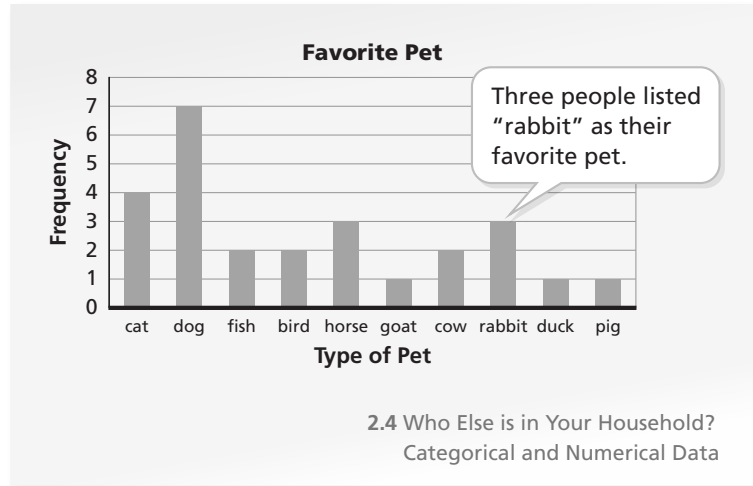 Favorite Pet
8
7
6
5
4
3
2
1
0
Frequency
Three people listed
“rabbit” as their
favorite pet.
cat dog fish bird horse goat cow rabbit duck pig
Type of Pet
2.4 Who Else is in Your Household?
Categorical and Numerical Data